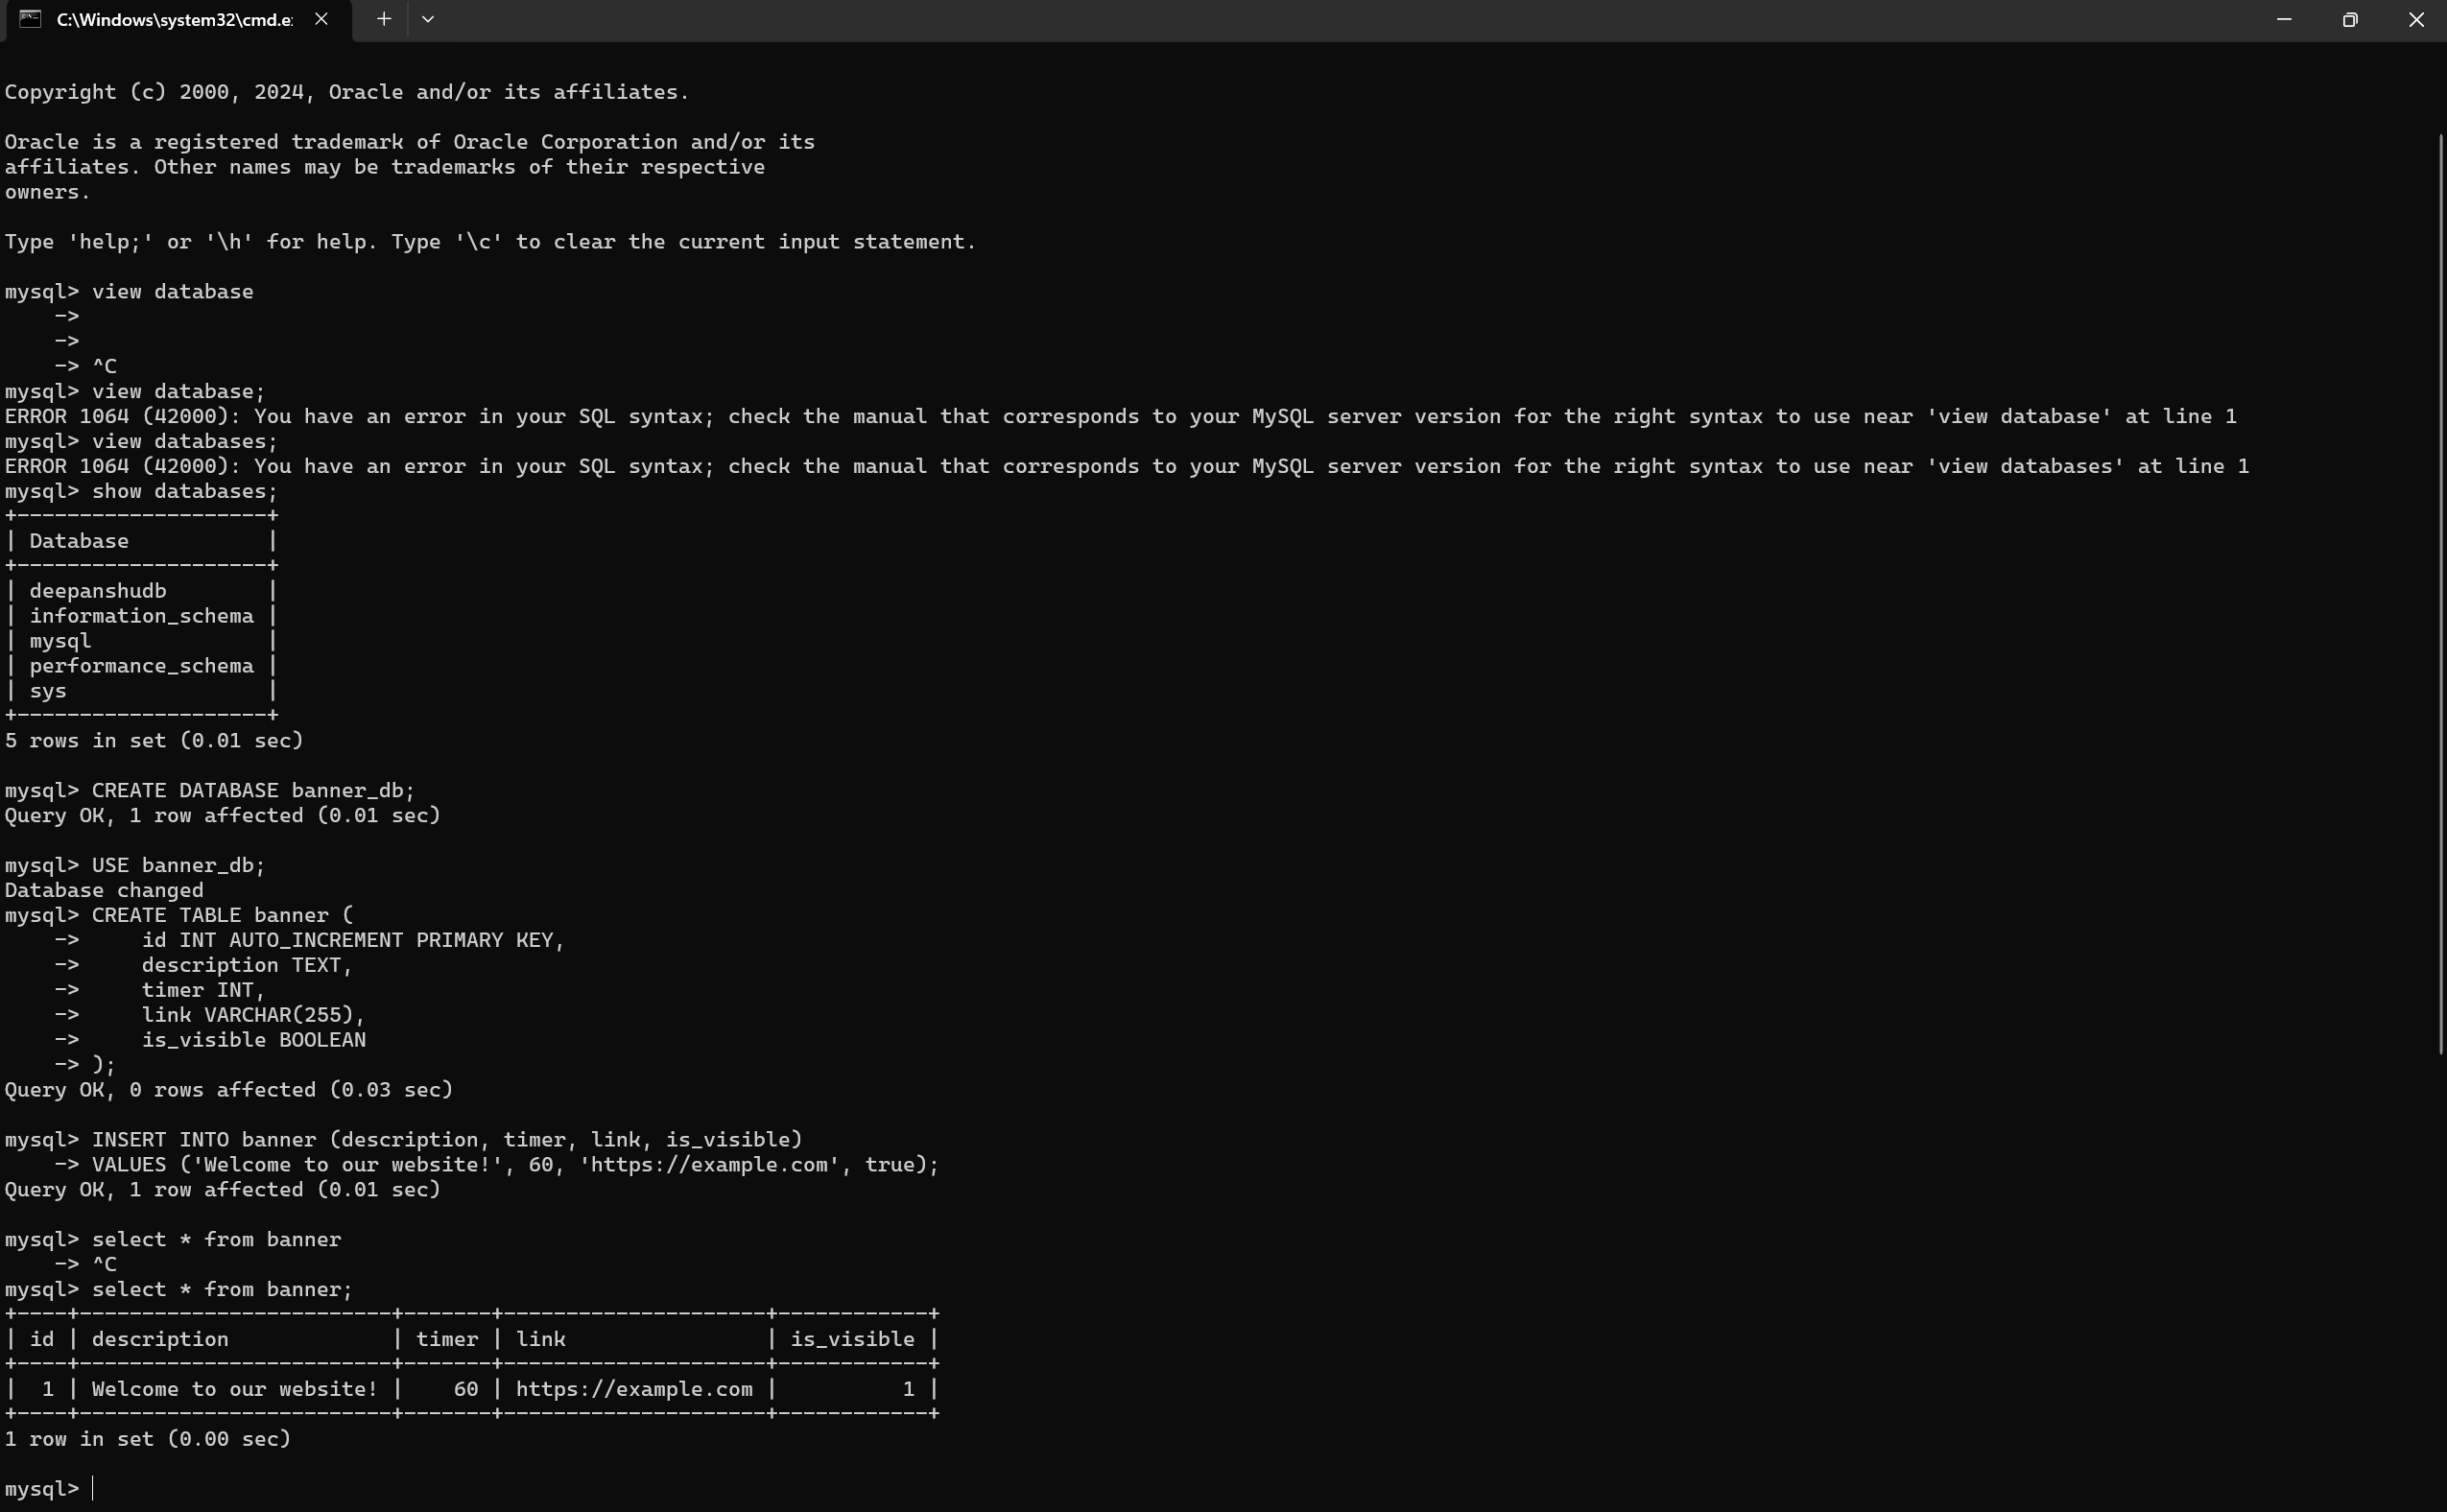 C:\Windows\system32\cmd.e:
Copyright (c) 2000, 2024, Oracle and/or its affiliates.
Oracle is a registered trademark of Oracle Corporation and/or its
affiliates. Other names may be trademarks of their respective
owners.
Type 'help;' or '\h' for help. Type '\c' to clear the current input statement.
mysql> view database
    ->
    ->
    -> ^C
mysql> view database;
ERROR 1064 (42000): You have an error in your SQL syntax; check the manual that corresponds to your MySQL server version for the right syntax to use near 'view database' at line 1
mysql> view databases;
ERROR 1064 (42000): You have an error in your SQL syntax; check the manual that corresponds to your MySQL server version for the right syntax to use near 'view databases' at line 1
mysql> show databases;
+--------------------+
| Database           |
+--------------------+
| deepanshudb        |
| information_schema |
| mysql              |
| performance_schema |
| sys                |
+--------------------+
5 rows in set (0.01 sec)
mysql> CREATE DATABASE banner_db;
Query OK, 1 row affected (0.01 sec)
mysql> USE banner_db;
Database changed
mysql> CREATE TABLE banner (
    ->     id INT AUTO_INCREMENT PRIMARY KEY,
    ->     description TEXT,
    ->     timer INT,
    ->     link VARCHAR(255),
    ->     is_visible BOOLEAN
    -> );
Query OK, 0 rows affected (0.03 sec)
mysql> INSERT INTO banner (description, timer, link, is_visible)
    -> VALUES ('Welcome to our website!', 60, 'https://example.com', true);
Query OK, 1 row affected (0.01 sec)
mysql> select * from banner
    -> ^C
mysql> select * from banner;
+----+-------------------------+-------+---------------------+------------+
| id | description             | timer | link                | is_visible |
+----+-------------------------+-------+---------------------+------------+
|  1 | Welcome to our website! |    60 | https://example.com |          1 |
+----+-------------------------+-------+---------------------+------------+
1 row in set (0.00 sec)
mysql>